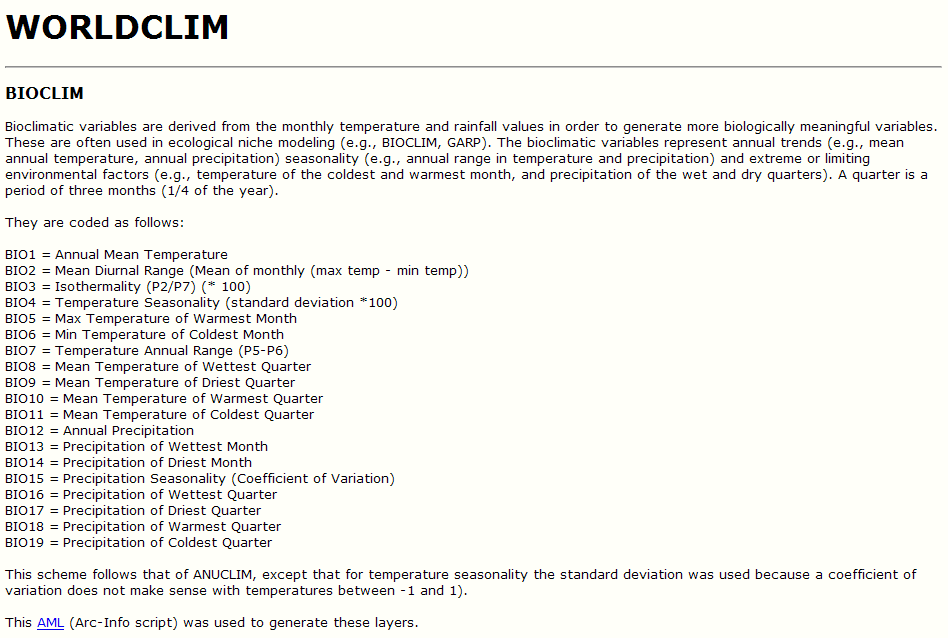 WORLDCLIM
BIOCLIM
Bioclimatic variables are derived from the monthly temperature and rainfall values in order to generate more biologically meaningful variables.
These are often used in ecological niche modeling (e.g., BIOCLIM, GARP). The bioclimatic variables represent annual trends (e.g., mean
annual temperature, annual precipitation) seasonality (e.g., annual range in temperature and precipitation) and extreme or limiting
environmental factors (e.g., temperature of the coldest and warmest month, and precipitation of the wet and dry quarters). A quarter is a
period of three months (1/4 of the year).
They are coded as follows:
BIO1 = Annual Mean Temperature
BIO2 = Mean Diurnal Range (Mean of monthly (max temp - min temp))
BIO3 = Isothermality (P2/P7) (* 100)
BIO4 = Temperature Seasonality (standard deviation *100)
BIO5 = Max Temperature of Warmest Month
BIO6 = Min Temperature of Coldest Month
BIO7 = Temperature Annual Range (P5-P6)
BIO8 = Mean Temperature of Wettest Quarter
BIO9 = Mean Temperature of Driest Quarter
BIO10 = Mean Temperature of Warmest Quarter
BIO11 = Mean Temperature of Coldest Quarter
BIO12 = Annual Precipitation
BIO13 = Precipitation of Wettest Month
BIO14 = Precipitation of Driest Month
BIO15 = Precipitation Seasonality (Coefficient of Variation)
BIO16 = Precipitation of Wettest Quarter
BIO17 = Precipitation of Driest Quarter
BIO18 = Precipitation of Warmest Quarter
BIO19 = Precipitation of Coldest Quarter
This scheme follows that of ANUCLIM, except that for temperature seasonality the standard deviation was used because a coefficient of
variation does not make sense with temperatures between -1 and 1).
This AML (Arc-Info script) was used to generate these layers.